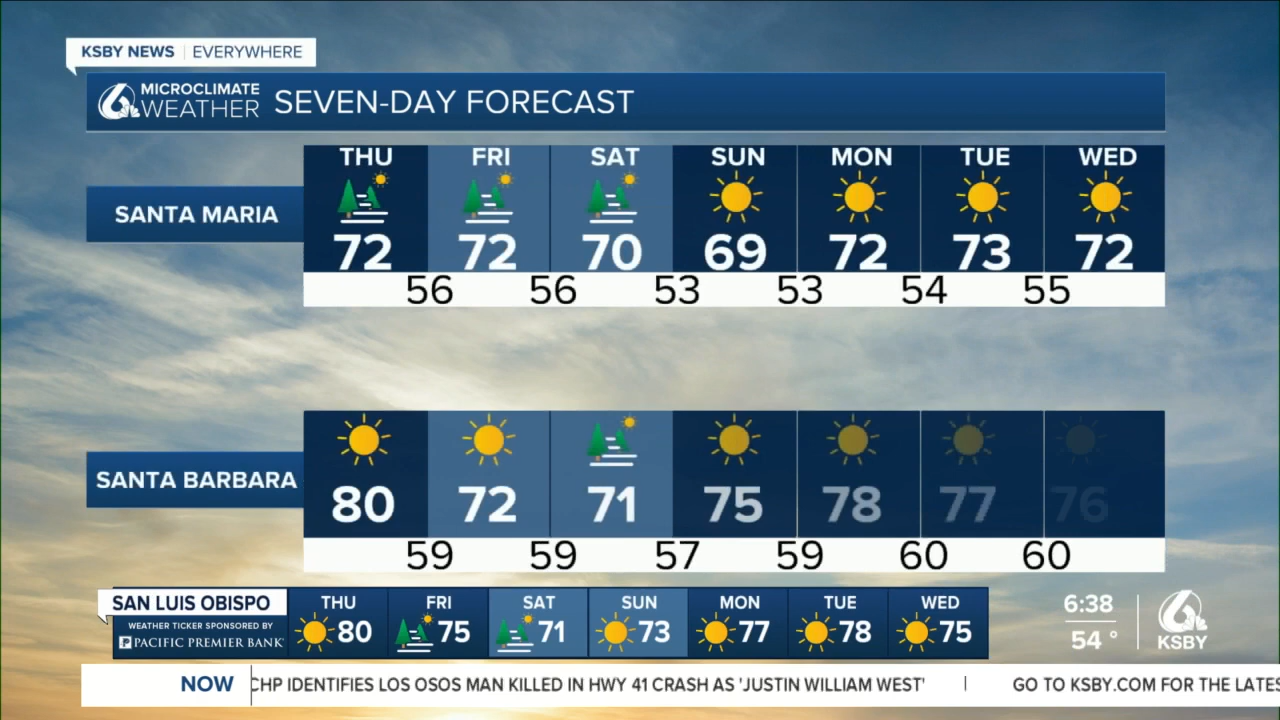 KSBY NEWS | EVERYWHERE
6 MICROCLIMATE WEATHER SEVEN-DAY FORECAST
THU FRI SAT SUN MON TUE WED
SANTA MARIA
72 72 70 69 72 73 72
56 56 53 53 54 55
SANTA BARBARA
80 72 71 75 78 77 76
59 59 57 59 60 60
SAN LUIS OBISPO THU FRI SAT SUN MON TUE WED
WEATHER TICKER SPONSORED BY
PACIFIC PREMIER BANK
80 75 71 73 77 78 75
6:38
54 °
6 KSBY
NOW CHP IDENTIFIES LOS OSOS MAN KILLED IN HWY 41 CRASH AS 'JUSTIN WILLIAM WEST' | GO TO KSBY.COM FOR THE LATES